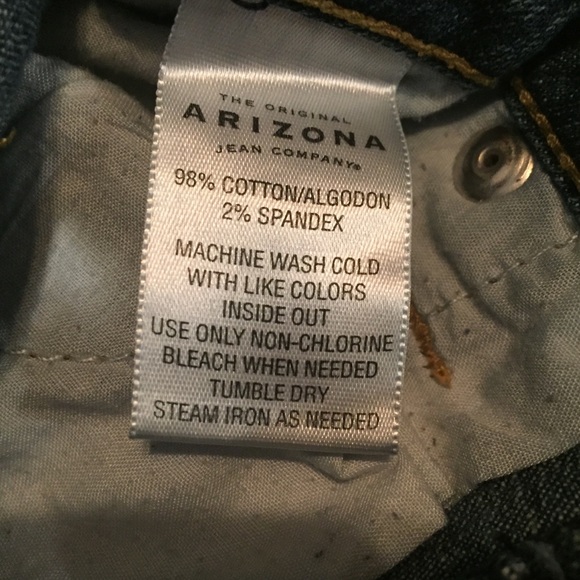 THE ORIGINAL
ARIZONA
JEAN COMPANY®
98% COTTON/ALGODON
2% SPANDEX
MACHINE WASH COLD
WITH LIKE COLORS
INSIDE OUT
USE ONLY NON-CHLORINE
BLEACH WHEN NEEDED
TUMBLE DRY
STEAM IRON AS NEEDED